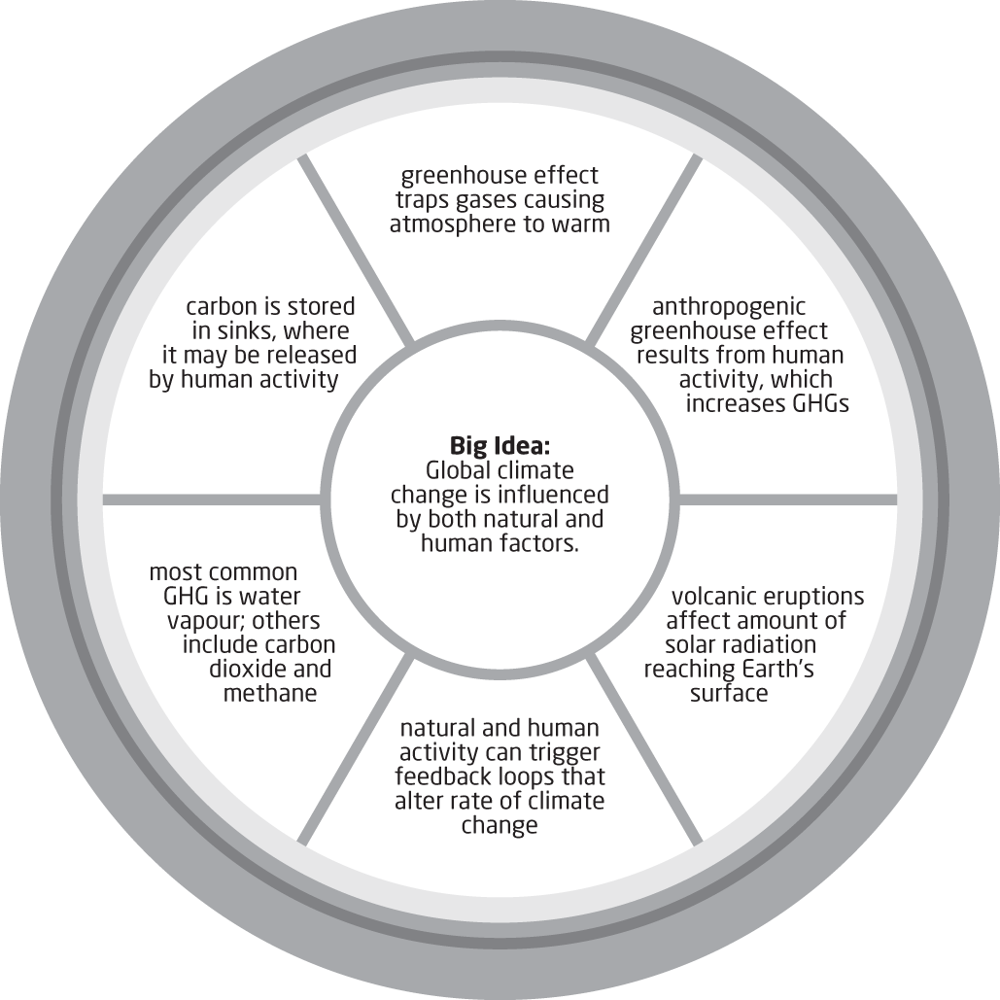 greenhouse effect
traps gases causing
atmosphere to warm
anthropogenic
greenhouse effect
results from human
activity, which
increases GHGs
volcanic eruptions
affect amount of
solar radiation
reaching Earth’s
surface
natural and human
activity can trigger
feedback loops that
alter rate of climate
change
most common
GHG is water
vapour; others
include carbon
dioxide and
methane
carbon is stored
in sinks, where
it may be released
by human activity
Big Idea:
Global climate
change is influenced
by both natural and
human factors.